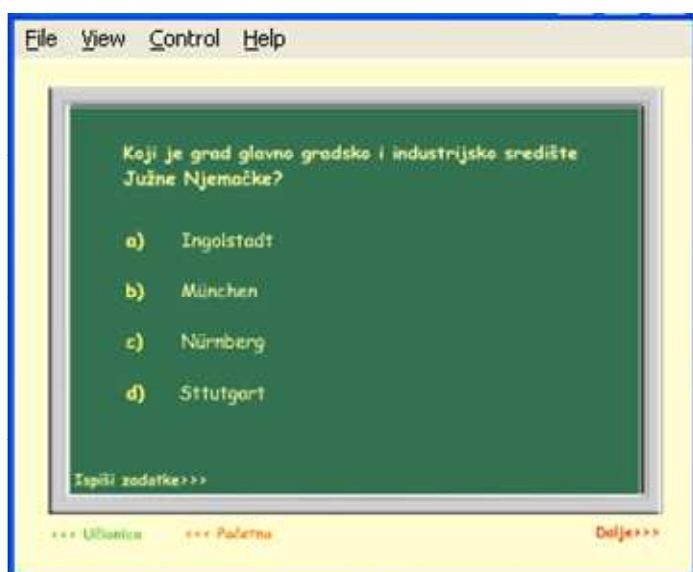 File View Control Help
Koji je grad glavno gradsko i industrijsko središte
Južne Njemačke?
a) Ingolstadt
b) München
c) Nürnberg
d) Sttutgart
Ispiši zadatke>>>
<<< Učionica <<< Početna Dalje>>>